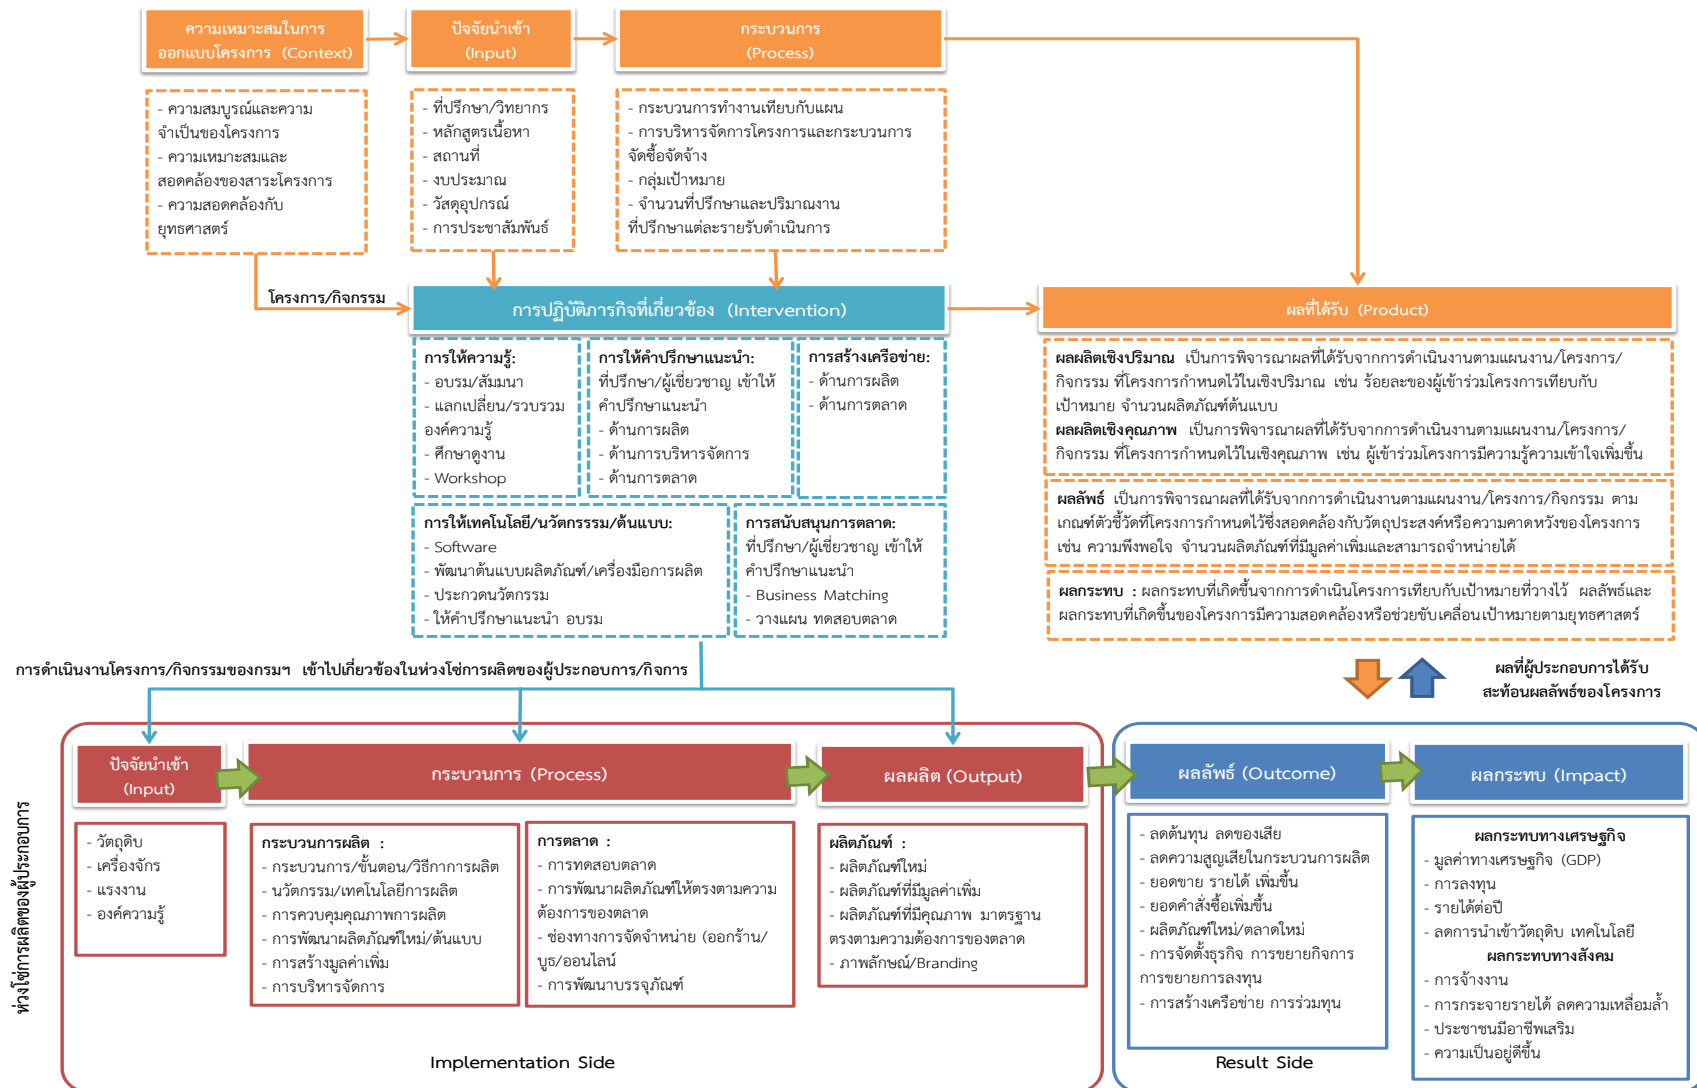 ความเหมาะสมในการ
ออกแบบโครงการ (Context)
ปัจจัยนำเข้า
(Input)
กระบวนการ
(Process)
- ความสมบูรณ์และความ
จำเป็นของโครงการ
- ความเหมาะสมและ
สอดคล้องของสาระโครงการ
- ความสอดคล้องกับ
ยุทธศาสตร์
- ที่ปรึกษา/วิทยากร
- หลักสูตรเนื้อหา
- สถานที่
- งบประมาณ
- วัสดุอุปกรณ์
- การประชาสัมพันธ์
- กระบวนการทำงานเทียบกับแผน
- การบริหารจัดการโครงการและกระบวนการ
จัดซื้อจัดจ้าง
- กลุ่มเป้าหมาย
- จำนวนที่ปรึกษาและปริมาณงาน
ที่ปรึกษาแต่ละรายรับดำเนินการ
โครงการ/กิจกรรม
การปฏิบัติภารกิจที่เกี่ยวข้อง (Intervention)
ผลที่ได้รับ (Product)
การให้ความรู้:
- อบรม/สัมมนา
- แลกเปลี่ยน/รวบรวม
องค์ความรู้
- ศึกษาดูงาน
- Workshop
การให้คำปรึกษาแนะนำ:
ที่ปรึกษา/ผู้เชี่ยวชาญ เข้าให้
คำปรึกษาแนะนำ
- ด้านการผลิต
- ด้านการบริหารจัดการ
- ด้านการตลาด
การสร้างเครือข่าย:
- ด้านการผลิต
- ด้านการตลาด
ผลผลิตเชิงปริมาณ เป็นการพิจารณาผลที่ได้รับจากการดำเนินงานตามแผนงาน/โครงการ/
กิจกรรม ที่โครงการกำหนดไว้ในเชิงปริมาณ เช่น ร้อยละของผู้เข้าร่วมโครงการเทียบกับ
เป้าหมาย จำนวนผลิตภัณฑ์ต้นแบบ
ผลผลิตเชิงคุณภาพ เป็นการพิจารณาผลที่ได้รับจากการดำเนินงานตามแผนงาน/โครงการ/
กิจกรรม ที่โครงการกำหนดไว้ในเชิงคุณภาพ เช่น ผู้เข้าร่วมโครงการมีความรู้ความเข้าใจเพิ่มขึ้น
การให้เทคโนโลยี/นวัตกรรรม/ต้นแบบ:
- Software
- พัฒนาต้นแบบผลิตภัณฑ์/เครื่องมือการผลิต
- ประกวดนวัตกรรม
- ให้คำปรึกษาแนะนำ อบรม
การสนับสนุนการตลาด:
ที่ปรึกษา/ผู้เชี่ยวชาญ เข้าให้
คำปรึกษาแนะนำ
- Business Matching
- วางแผน ทดสอบตลาด
ผลลัพธ์ เป็นการพิจารณาผลที่ได้รับจากการดำเนินงานตามแผนงาน/โครงการ/กิจกรรม ตาม
เกณฑ์ตัวชี้วัดที่โครงการกำหนดไว้ซึ่งสอดคล้องกับวัตถุประสงค์หรือความคาดหวังของโครงการ
เช่น ความพึงพอใจ จำนวนผลิตภัณฑ์ที่มีมูลค่าเพิ่มและสามารถจำหน่ายได้
ผลกระทบ : ผลกระทบที่เกิดขึ้นจากการดำเนินโครงการเทียบกับเป้าหมายที่วางไว้ ผลลัพธ์และ
ผลกระทบที่เกิดขึ้นของโครงการมีความสอดคล้องหรือช่วยขับเคลื่อนเป้าหมายตามยุทธศาสตร์
การดำเนินงานโครงการ/กิจกรรมของกรมฯ เข้าไปเกี่ยวข้องในห่วงโซ่การผลิตของผู้ประกอบการ/กิจการ
ผลที่ผู้ประกอบการได้รับ
สะท้อนผลลัพธ์ของโครงการ
ห่วงโซ่การผลิตของผู้ประกอบการ
ปัจจัยนำเข้า
(Input)
กระบวนการ (Process)
ผลผลิต (Output)
ผลลัพธ์ (Outcome)
ผลกระทบ (Impact)
- วัตถุดิบ
- เครื่องจักร
- แรงงาน
- องค์ความรู้
กระบวนการผลิต :
- กระบวนการ/ขั้นตอน/วิธีกาการผลิต
- นวัตกรรม/เทคโนโลยีการผลิต
- การควบคุมคุณภาพการผลิต
- การพัฒนาผลิตภัณฑ์ใหม่/ต้นแบบ
- การสร้างมูลค่าเพิ่ม
- การบริหารจัดการ
การตลาด :
- การทดสอบตลาด
- การพัฒนาผลิตภัณฑ์ให้ตรงตามความ
ต้องการของตลาด
- ช่องทางการจัดจำหน่าย (ออกร้าน/
บูธ/ออนไลน์
- การพัฒนาบรรจุภัณฑ์
ผลิตภัณฑ์ :
- ผลิตภัณฑ์ใหม่
- ผลิตภัณฑ์ที่มีมูลค่าเพิ่ม
- ผลิตภัณฑ์ที่มีคุณภาพ มาตรฐาน
ตรงตามความต้องการของตลาด
- ภาพลักษณ์/Branding
- ลดต้นทุน ลดของเสีย
- ลดความสูญเสียในกระบวนการผลิต
- ยอดขาย รายได้ เพิ่มขึ้น
- ยอดคำสั่งซื้อเพิ่มขึ้น
- ผลิตภัณฑ์ใหม่/ตลาดใหม่
- การจัดตั้งธุรกิจ การขยายกิจการ
การขยายการลงทุน
- การสร้างเครือข่าย การร่วมทุน
ผลกระทบทางเศรษฐกิจ
- มูลค่าทางเศรษฐกิจ (GDP)
- การลงทุน
- รายได้ต่อปี
- ลดการนำเข้าวัตถุดิบ เทคโนโลยี
ผลกระทบทางสังคม
- การจ้างงาน
- การกระจายรายได้ ลดความเหลื่อมล้ำ
- ประชาชนมีอาชีพเสริม
- ความเป็นอยู่ดีขึ้น
Implementation Side
Result Side